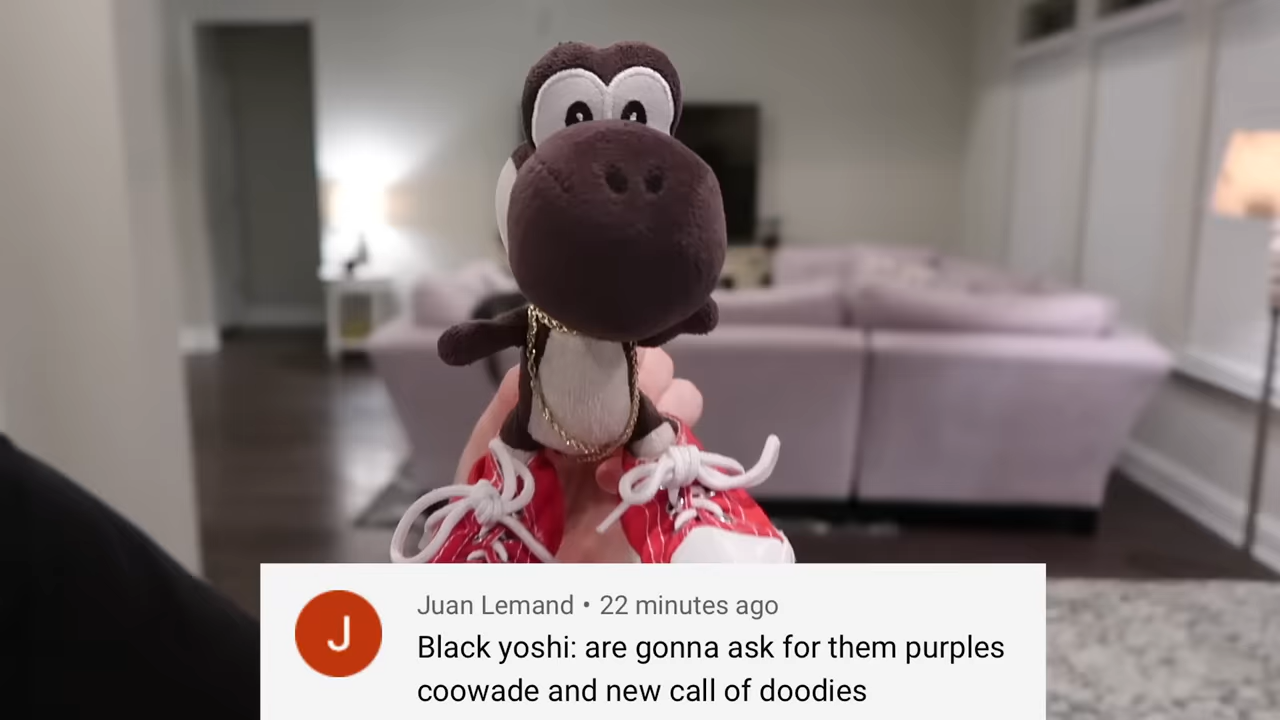 J
Juan Lemand • 22 minutes ago
Black yoshi: are gonna ask for them purples
coowade and new call of doodies